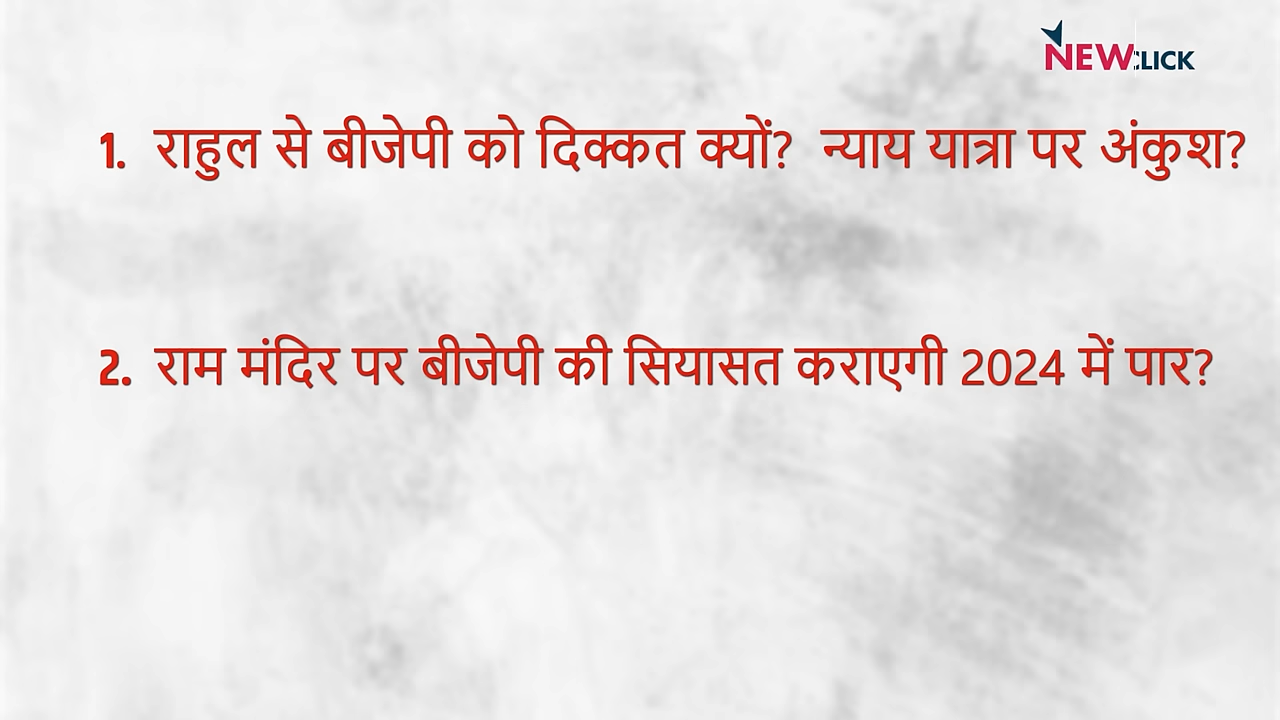 NEWCLICK
1. राहुल से बीजेपी को दिक्कत क्यों? न्याय यात्रा पर अंकुश?
2. राम मंदिर पर बीजेपी की सियासत कराएगी 2024 में पार?